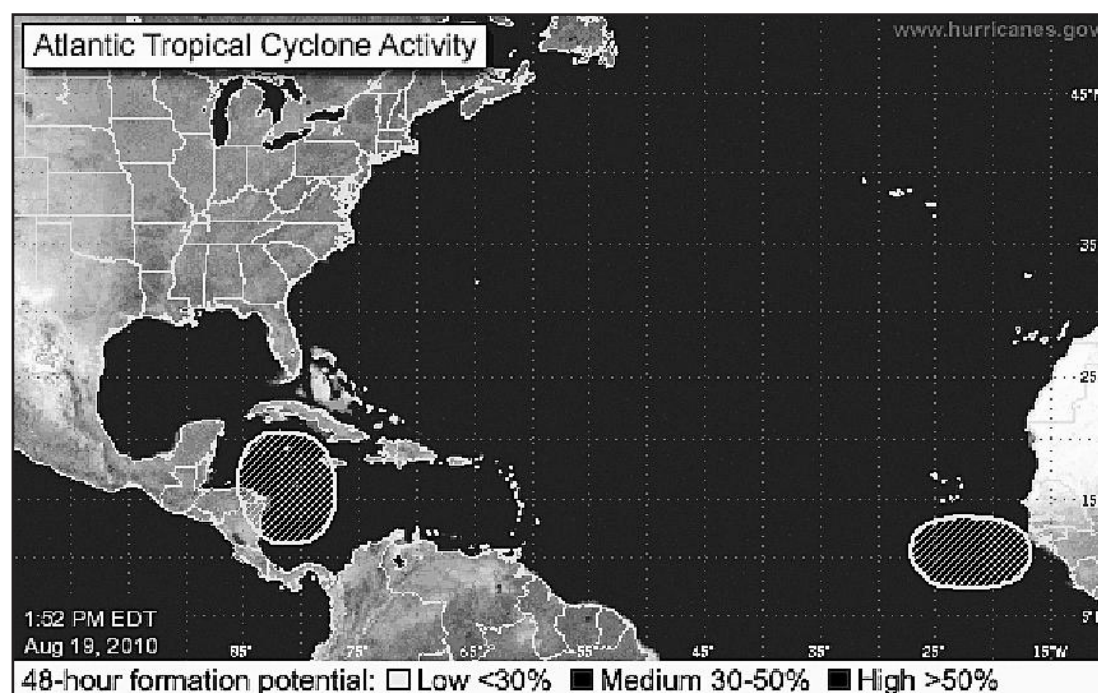 Atlantic Tropical Cyclone Activity
www.hurricanes.gov
45°N
35
25
15
5°N
1:52 PM EDT
Aug 19, 2010
85 75 65 55 45 35 25° 15°W
48-hour formation potential: Low <30% Medium 30-50% High >50%